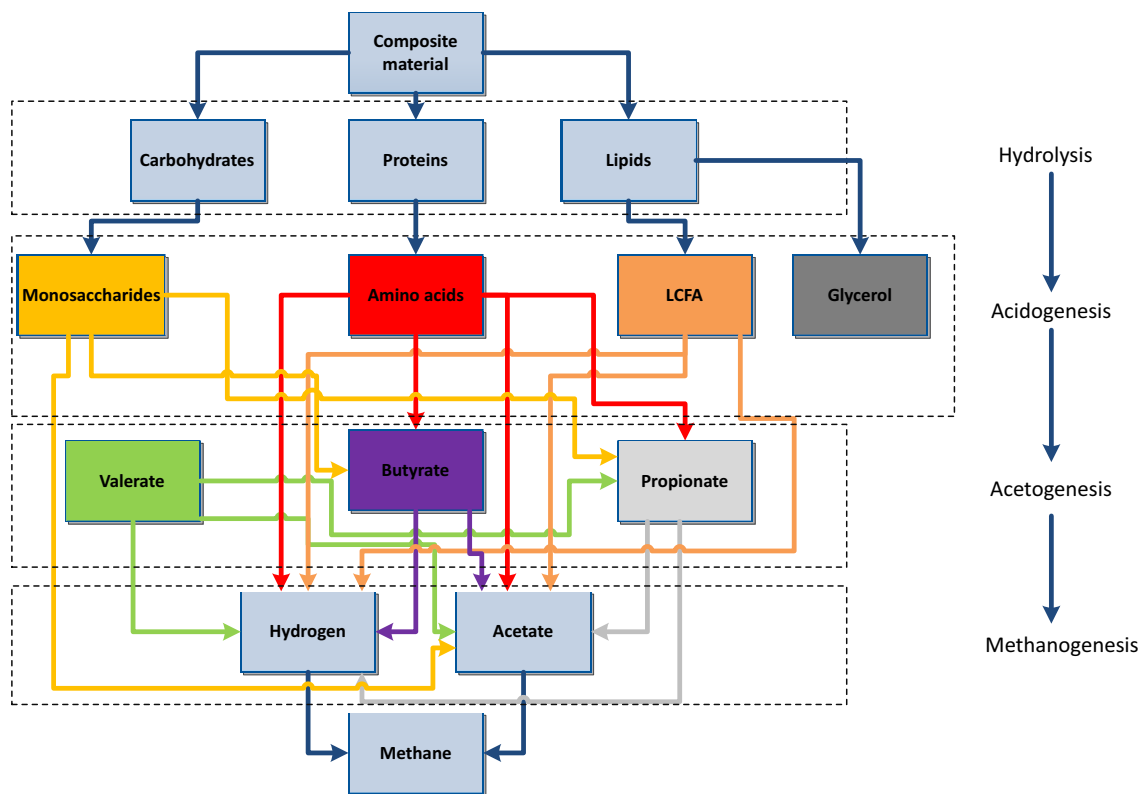 Composite
material
Carbohydrates
Proteins
Lipids
Hydrolysis
Monosaccharides
Amino acids
LCFA
Glycerol
Acidogenesis
Valerate
Butyrate
Propionate
Acetogenesis
Hydrogen
Acetate
Methanogenesis
Methane